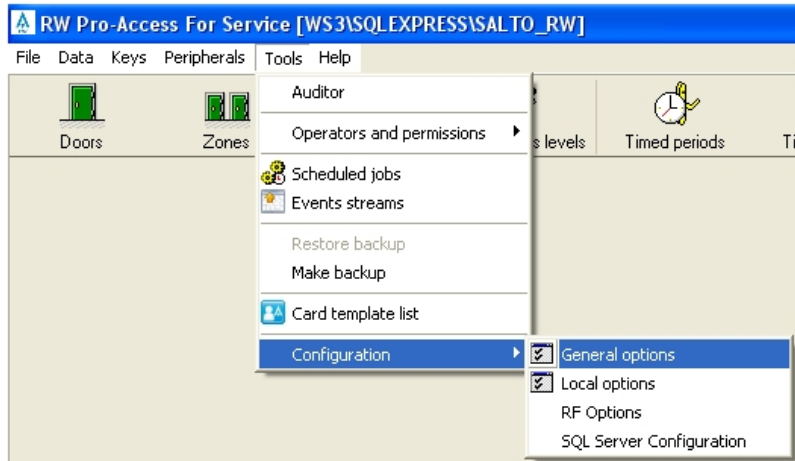 RW Pro-Access For Service [WS3\SQLEXPRESS\SALTO_RW]
File Data Keys Peripherals Tools Help
Doors Zones s levels Timed periods Ti
Auditor
Operators and permissions
Scheduled jobs
Events streams
Restore backup
Make backup
Card template list
Configuration
General options
Local options
RF Options
SQL Server Configuration